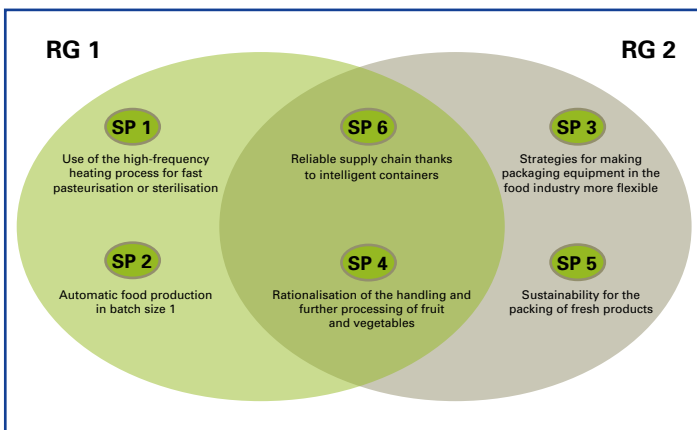 RG 1
RG 2
SP 1
Use of the high-frequency
heating process for fast
pasteurisation or sterilisation
SP 6
Reliable supply chain thanks
to intelligent containers
SP 3
Strategies for making
packaging equipment in the
food industry more flexible
SP 2
Automatic food production
in batch size 1
SP 4
Rationalisation of the handling and
further processing of fruit
and vegetables
SP 5
Sustainability for the
packing of fresh products